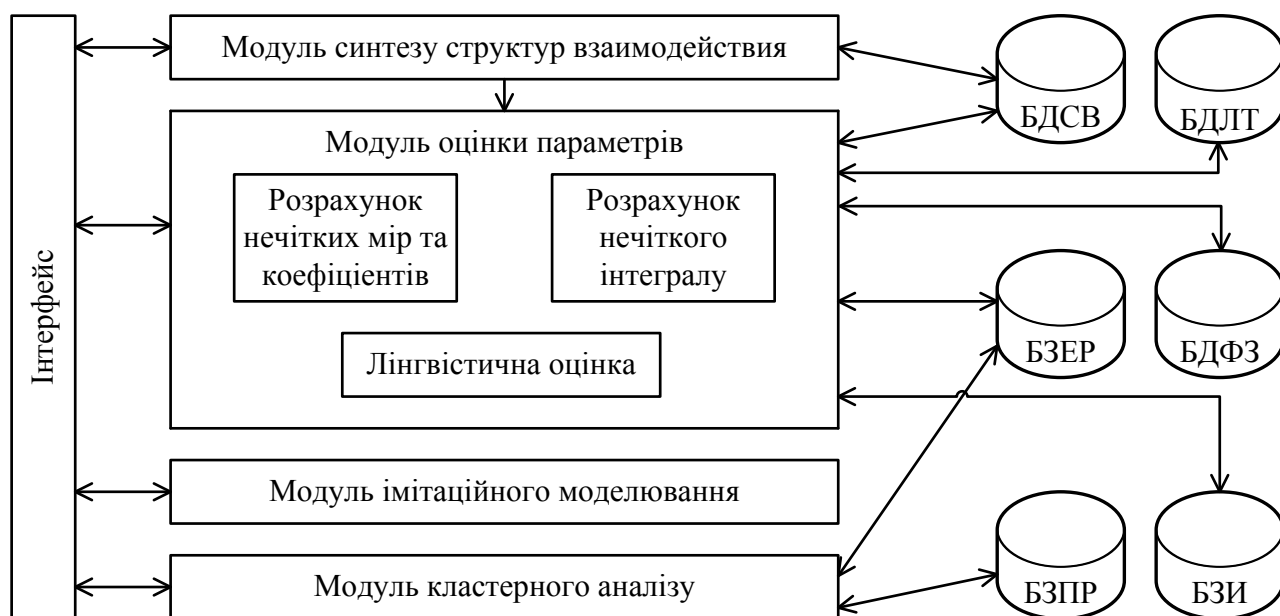 Інтерфейс
Модуль синтезу структур взаимодействия
Модуль оцінки параметрів
Розрахунок
нечітких мір та
коефіцієнтів
Розрахунок
нечіткого
інтегралу
Лінгвістична оцінка
Модуль імітаційного моделювання
Модуль кластерного аналізу
БДСВ
БДЛТ
БЗЕР
БДФЗ
БЗПР
БЗИ